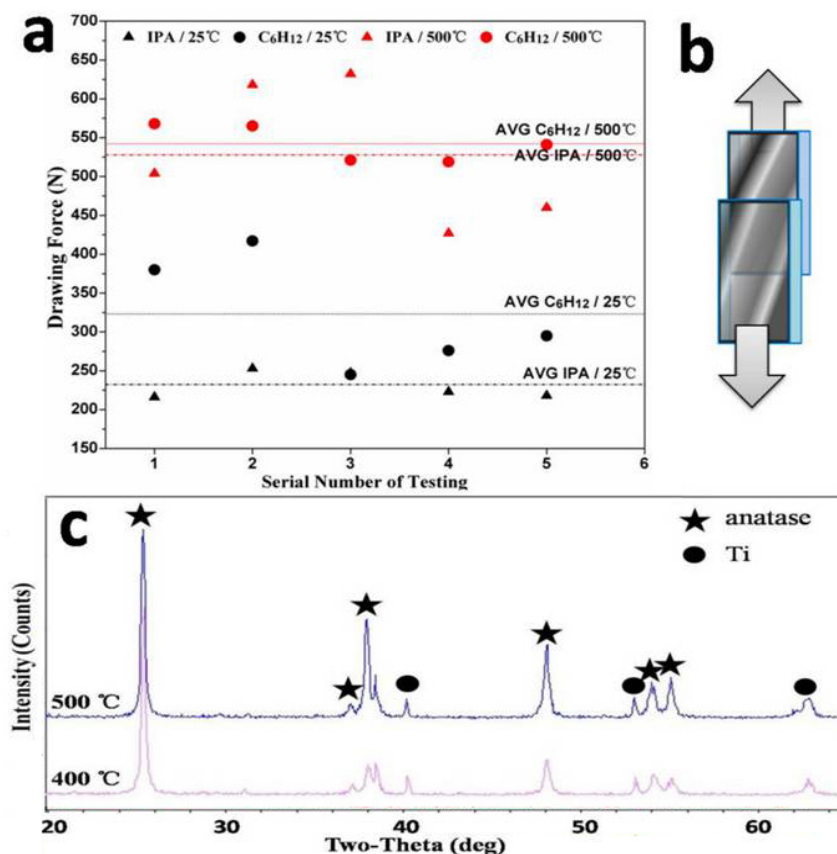 a
700
650
600
550
500
450
400
350
300
250
200
150
Drawing Force (N)
IPA / 25℃ C₆H₁₂ / 25℃ IPA / 500℃ C₆H₁₂ / 500℃
AVG C₆H₁₂ / 500℃
AVG IPA / 500℃
AVG C₆H₁₂ / 25℃
AVG IPA / 25℃
1 2 3 4 5 6
Serial Number of Testing
b
c
anatase
Ti
Intensity (Counts)
500 ℃
400 ℃
20 30 40 50 60
Two-Theta (deg)